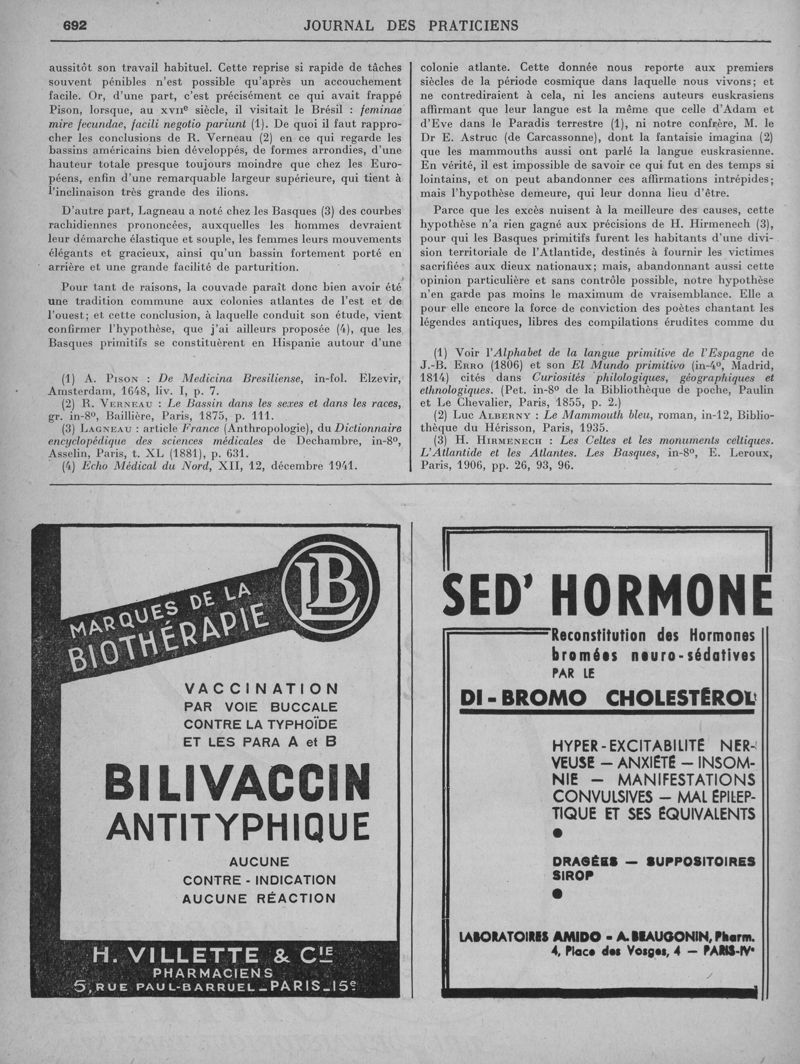 692
JOURNAL DES PRATICIENS
aussitôt son travail habituel. Cette reprise si rapide de tâches
souvent pénibles n'est possible qu'après un accouchement
facile. Or, d'une part, c'est précisément ce qui avait frappé
Pison, lorsque, au XVIIe siècle, il visitait le Brésil : feminae
mire fecundae, facili negotio pariunt (1). De quoi il faut rappro-
cher les conclusions de R. Verneau (2) en ce qui regarde les
bassins américains bien développés, de formes arrondies, d'une
hauteur totale presque toujours moindre que chez les Euro-
péens, enfin d'une remarquable largeur supérieure, qui tient à
l'inclinaison très grande des ilions.
D'autre part, Lagneau a noté chez les Basques (3) des courbes
rachidiennes prononcées, auxquelles les hommes devraient
leur démarche élastique et souple, les femmes leurs mouvements
élégants et gracieux, ainsi qu'un bassin fortement porté en
arrière et une grande facilité de parturition.
Pour tant de raisons, la couvade paraît donc bien avoir été
une tradition commune aux colonies atlantes de l'est et de
l'ouest; et cette conclusion, à laquelle conduit son étude, vient
confirmer l'hypothèse, que j'ai ailleurs proposée (4), que les
Basques primitifs se constituèrent en Hispanie autour d'une
(1) A. PISON : De Medicina Bresiliense, in-fol. Elzevir,
Amsterdam, 1648, liv. I, p. 7.
(2) R. VERNEAU : Le Bassin dans les sexes et dans les races,
gr. in-8º, Baillière, Paris, 1875, p. 111.
(3) LAGNEAU : article France (Anthropologie), du Dictionnaire
encyclopédique des sciences médicales de Dechambre, in-8º,
Asselin, Paris, t. XL (1881), p. 631.
(4) Echo Médical du Nord, XII, 12, décembre 1941.
colonie atlante. Cette donnée nous reporte aux premiers
siècles de la période cosmique dans laquelle nous vivons; et
ne contrediraient à cela, ni les anciens auteurs euskrasiens
affirmant que leur langue est la même que celle d'Adam et
d'Eve dans le Paradis terrestre (1), ni notre confrère, M. le
Dr E. Astruc (de Carcassonne), dont la fantaisie imagina (2)
que les mammouths aussi ont parlé la langue euskrasienne.
En vérité, il est impossible de savoir ce qui fut en des temps si
lointains, et on peut abandonner ces affirmations intrépides;
mais l'hypothèse demeure, qui leur donna lieu d'être.
Parce que les excès nuisent à la meilleure des causes, cette
hypothèse n'a rien gagné aux précisions de H. Hirmenech (3),
pour qui les Basques primitifs furent les habitants d'une divi-
sion territoriale de l'Atlantide, destinés à fournir les victimes
sacrifiées aux dieux nationaux; mais, abandonnant aussi cette
opinion particulière et sans contrôle possible, notre hypothèse
n'en garde pas moins le maximum de vraisemblance. Elle a
pour elle encore la force de conviction des poètes chantant les
légendes antiques, libres des compilations érudites comme du
(1) Voir l'Alphabet de la langue primitive de l'Espagne de
J.-B. ERRO (1806) et son El Mundo primitivo (in-4º, Madrid,
1814) cités dans Curiosités philologiques, géographiques et
ethnologiques. (Pet. in-8º de la Bibliothèque de poche, Paulin
et Le Chevalier, Paris, 1855, p. 2.)
(2) LUC ALBERNY : Le Mammouth bleu, roman, in-12, Biblio-
thèque du Hérisson, Paris, 1935.
(3) H. HIRMENECH : Les Celtes et les monuments celtiques.
L'Atlantide et les Atlantes. Les Basques, in-8º, E. Leroux,
Paris, 1906, pp. 26, 93, 96.
MARQUES DE LA
BIOTHÉRAPIE
LB
VACCINATION
PAR VOIE BUCCALE
CONTRE LA TYPHOÏDE
ET LES PARA A et B
BILIVACCIN
ANTITYPHIQUE
AUCUNE
CONTRE - INDICATION
AUCUNE RÉACTION
H. VILLETTE & CIE
PHARMACIENS
5, RUE PAUL-BARRUEL_PARIS_15e
SED' HORMONE
Reconstitution des Hormones
bromées neuro-sédatives
PAR LE
DI-BROMO CHOLESTÉROL
HYPER-EXCITABILITÉ NER-
VEUSE — ANXIÉTÉ — INSOM-
NIE — MANIFESTATIONS
CONVULSIVES — MAL ÉPILEP-
TIQUE ET SES ÉQUIVALENTS
●
DRAGÉES — SUPPOSITOIRES
SIROP
●
LABORATOIRES AMIDO - A. BEAUGONIN, Pharm.
4, Place des Vosges, 4 — PARIS-IVe